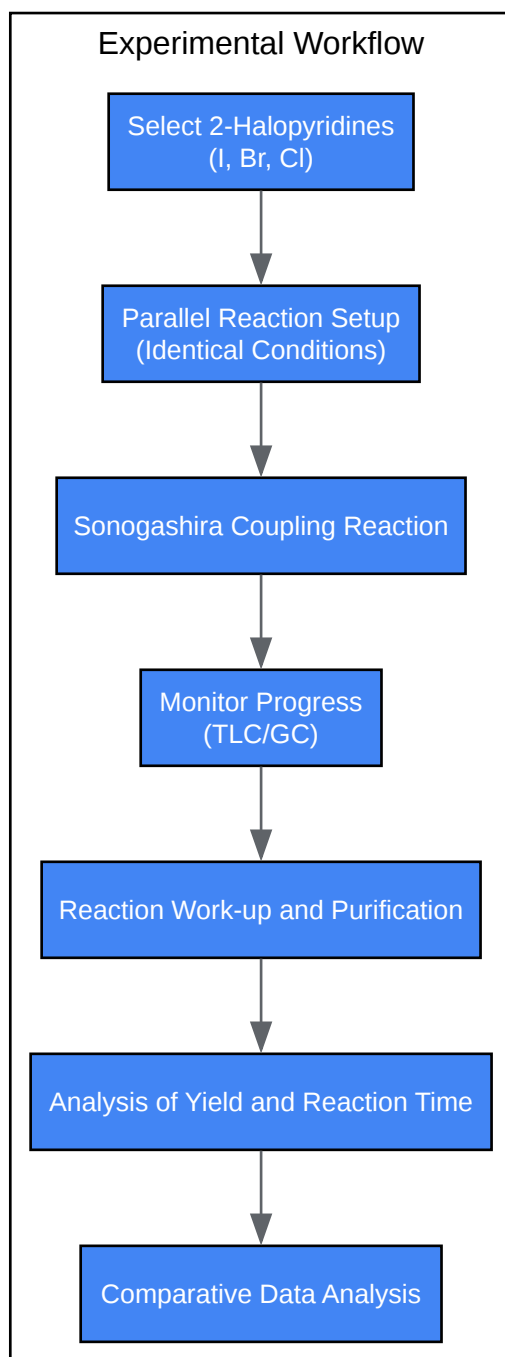 Experimental Workflow
Select 2-Halopyridines
(I, Br, Cl)
Parallel Reaction Setup
(Identical Conditions)
Sonogashira Coupling Reaction
Monitor Progress
(TLC/GC)
Reaction Work-up and Purification
Analysis of Yield and Reaction Time
Comparative Data Analysis